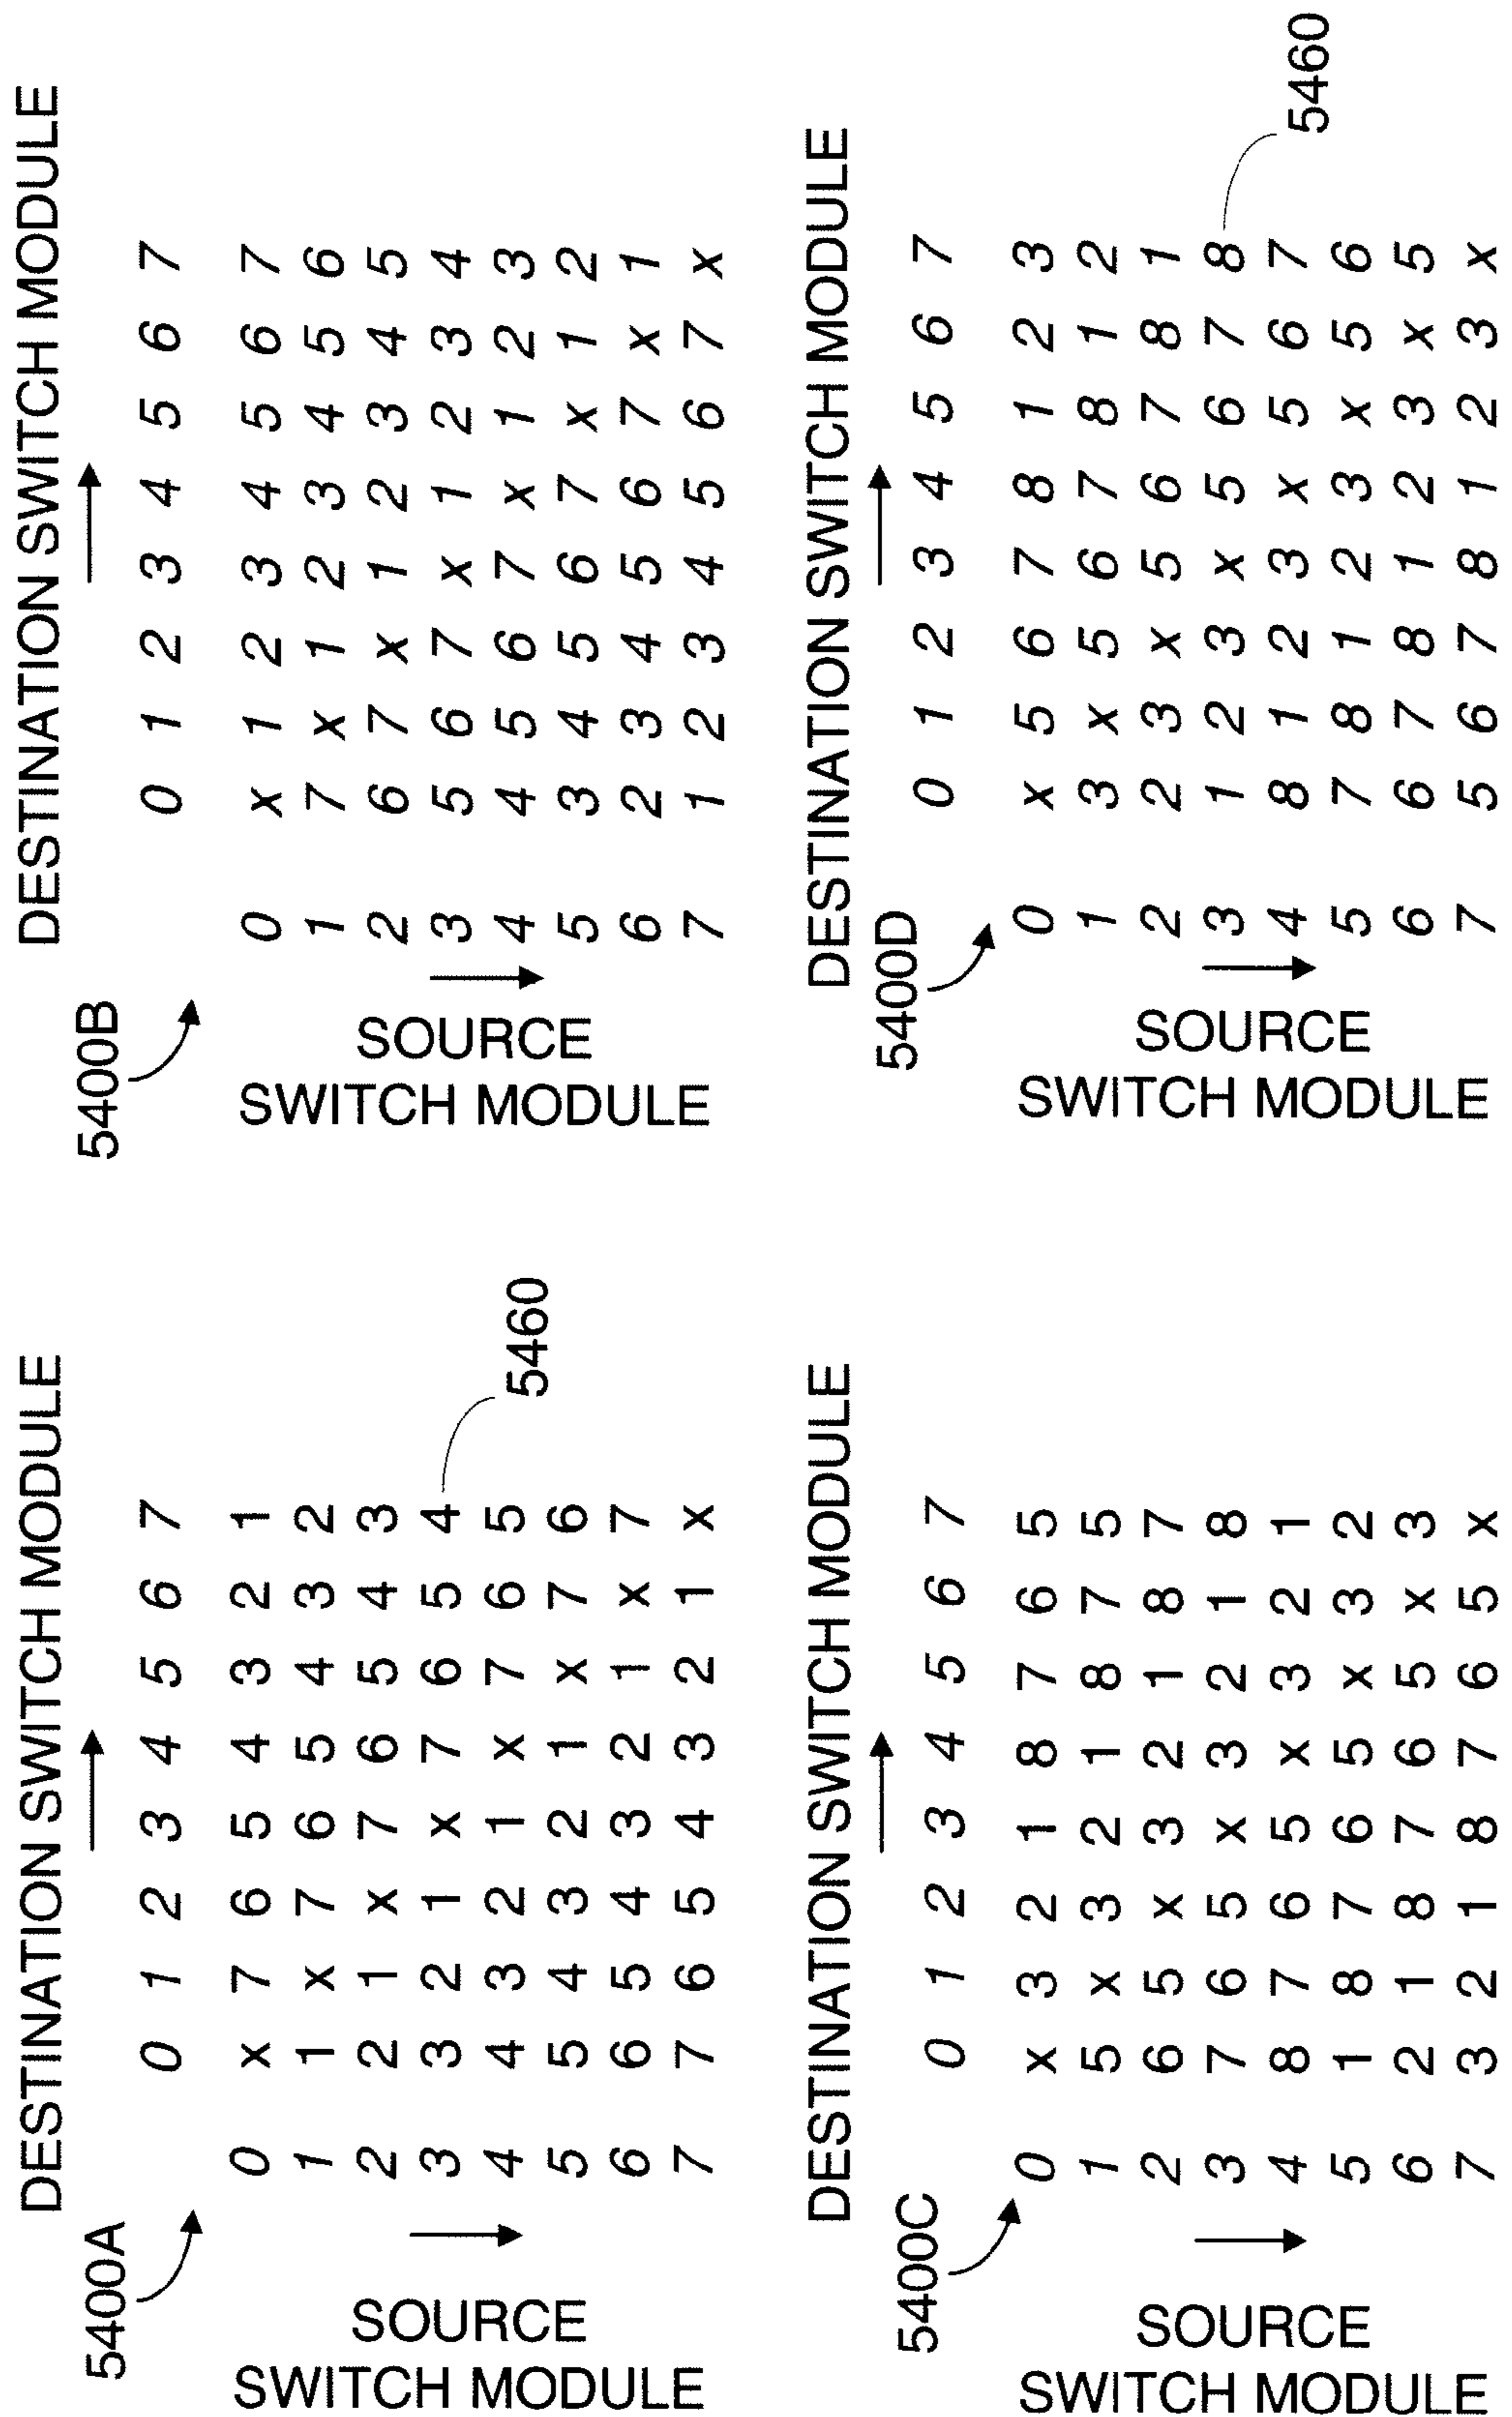 5400A
DESTINATION SWITCH MODULE
0 1 2 3 4 5 6 7
SOURCE
SWITCH MODULE
0 x 7 6 5 4 3 2 1
1 1 x 7 6 5 4 3 2
2 2 1 x 7 6 5 4 3
3 3 2 1 x 7 6 5 4
4 4 3 2 1 x 7 6 5
5 5 4 3 2 1 x 7 6
6 6 5 4 3 2 1 x 7
7 7 6 5 4 3 2 1 x
5460
5400B
DESTINATION SWITCH MODULE
0 1 2 3 4 5 6 7
SOURCE
SWITCH MODULE
0 x 1 2 3 4 5 6 7
1 7 x 1 2 3 4 5 6
2 6 7 x 1 2 3 4 5
3 5 6 7 x 1 2 3 4
4 4 5 6 7 x 1 2 3
5 3 4 5 6 7 x 1 2
6 2 3 4 5 6 7 x 1
7 1 2 3 4 5 6 7 x
5400C
DESTINATION SWITCH MODULE
0 1 2 3 4 5 6 7
SOURCE
SWITCH MODULE
0 x 3 2 1 8 7 6 5
1 5 x 3 2 1 8 7 5
2 6 5 x 3 2 1 8 7
3 7 6 5 x 3 2 1 8
4 8 7 6 5 x 3 2 1
5 1 8 7 6 5 x 3 2
6 2 1 8 7 6 5 x 3
7 3 2 1 8 7 6 5 x
5400D
DESTINATION SWITCH MODULE
0 1 2 3 4 5 6 7
SOURCE
SWITCH MODULE
0 x 5 6 7 8 1 2 3
1 3 x 5 6 7 8 1 2
2 2 3 x 5 6 7 8 1
3 1 2 3 x 5 6 7 8
4 8 1 2 3 x 5 6 7
5 7 8 1 2 3 x 5 6
6 6 7 8 1 2 3 x 5
7 5 6 7 8 1 2 3 x
5460